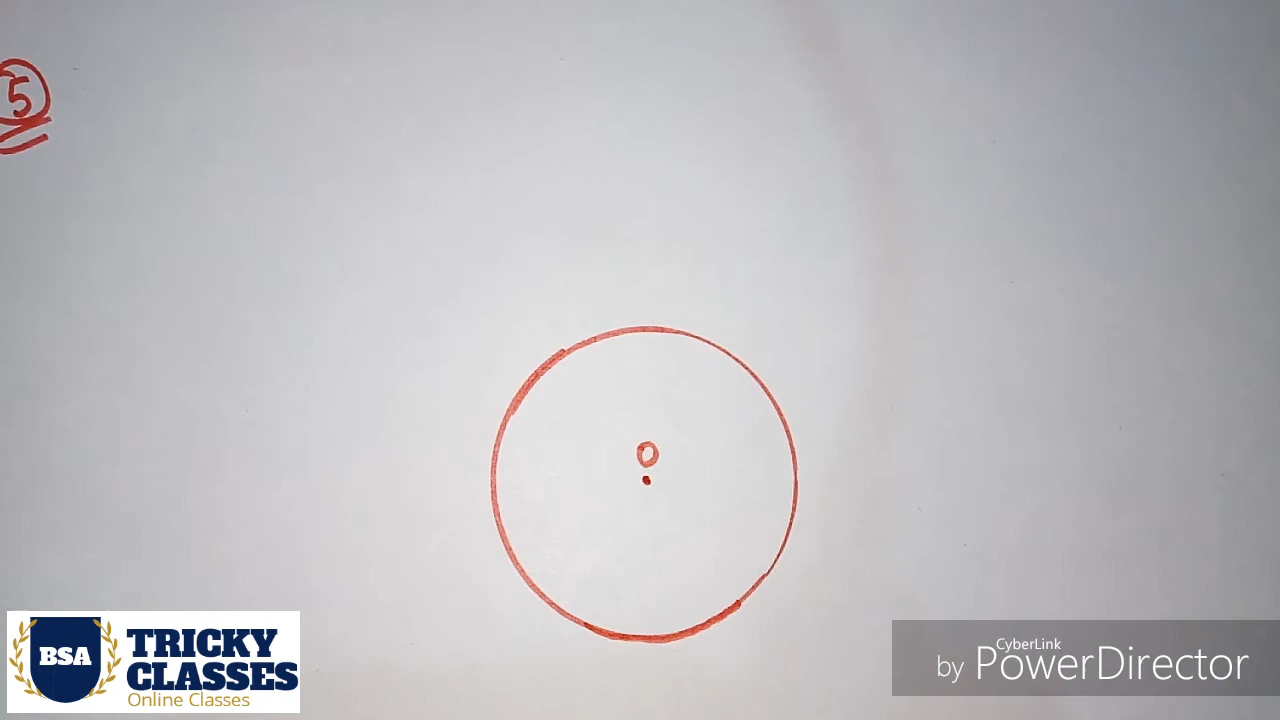 5
O
BSA
TRICKY
CLASSES
Online Classes
CyberLink
by PowerDirector